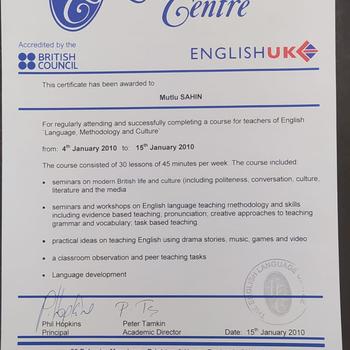 Centre
Accredited by the
BRITISH
COUNCIL
ENGLISHUK
This certificate has been awarded to
Mutlu SAHIN
For regularly attending and successfully completing a course for teachers of English
'Language, Methodology and Culture'
from: 4th January 2010 to: 15th January 2010
The course consisted of 30 lessons of 45 minutes per week. The course included:
• seminars on modern British life and culture (including politeness, conversation, culture,
literature and the media
• seminars and workshops on English language teaching methodology and skills
including evidence based teaching; pronunciation; creative approaches to teaching
grammar and vocabulary; task based teaching.
• practical ideas on teaching English using drama stories, music, games and video
• a classroom observation and peer teaching tasks
• Language development
THE ENGLISH LANGUAGE
Phil Hopkins
Peter Tamkin
Principal
Academic Director
Date: 15th January 2010